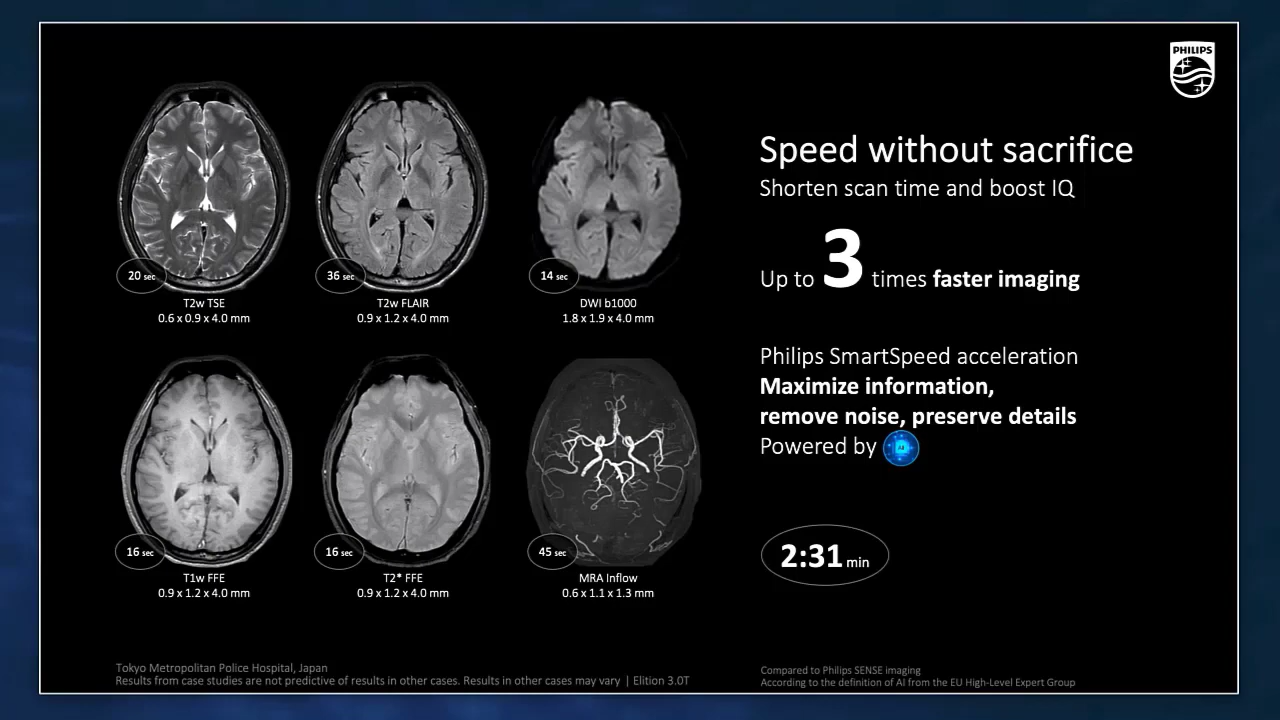 PHILIPS
Speed without sacrifice
Shorten scan time and boost IQ
Up to 3 times faster imaging
Philips SmartSpeed acceleration
Maximize information,
remove noise, preserve details
Powered by AI
2:31 min
20 sec
T2w TSE
0.6 x 0.9 x 4.0 mm
36 sec
T2w FLAIR
0.9 x 1.2 x 4.0 mm
14 sec
DWI b1000
1.8 x 1.9 x 4.0 mm
16 sec
T1w FFE
0.9 x 1.2 x 4.0 mm
16 sec
T2* FFE
0.9 x 1.2 x 4.0 mm
45 sec
MRA Inflow
0.6 x 1.1 x 1.3 mm
Tokyo Metropolitan Police Hospital, Japan
Results from case studies are not predictive of results in other cases. Results in other cases may vary | Elition 3.0T
Compared to Philips SENSE imaging
According to the definition of AI from the EU High-Level Expert Group